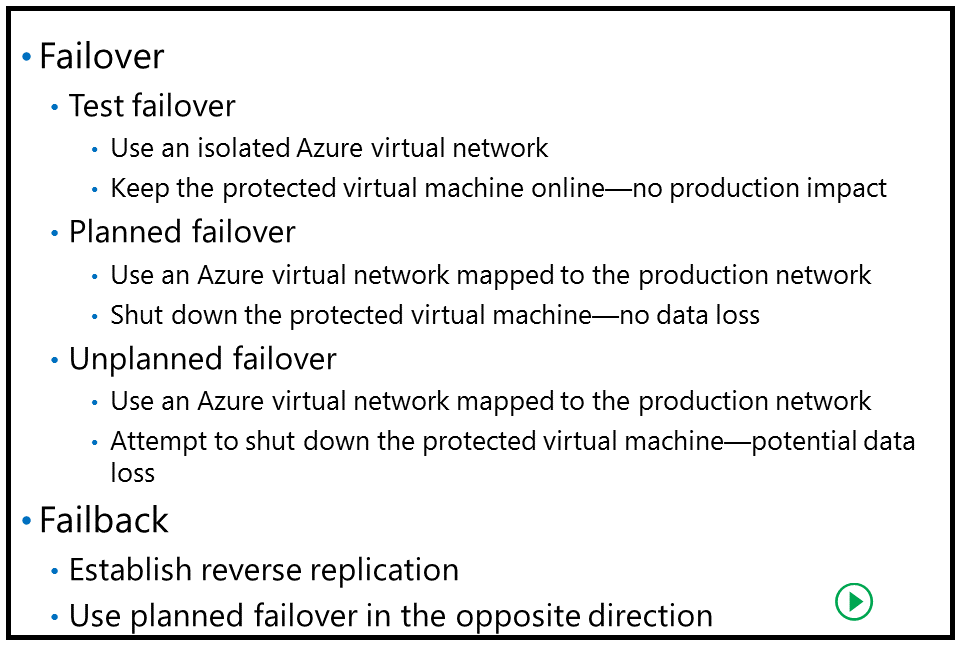 • Failover
• Test failover
• Use an isolated Azure virtual network
• Keep the protected virtual machine online—no production impact
• Planned failover
• Use an Azure virtual network mapped to the production network
• Shut down the protected virtual machine—no data loss
• Unplanned failover
• Use an Azure virtual network mapped to the production network
• Attempt to shut down the protected virtual machine—potential data
loss
• Failback
• Establish reverse replication
• Use planned failover in the opposite direction